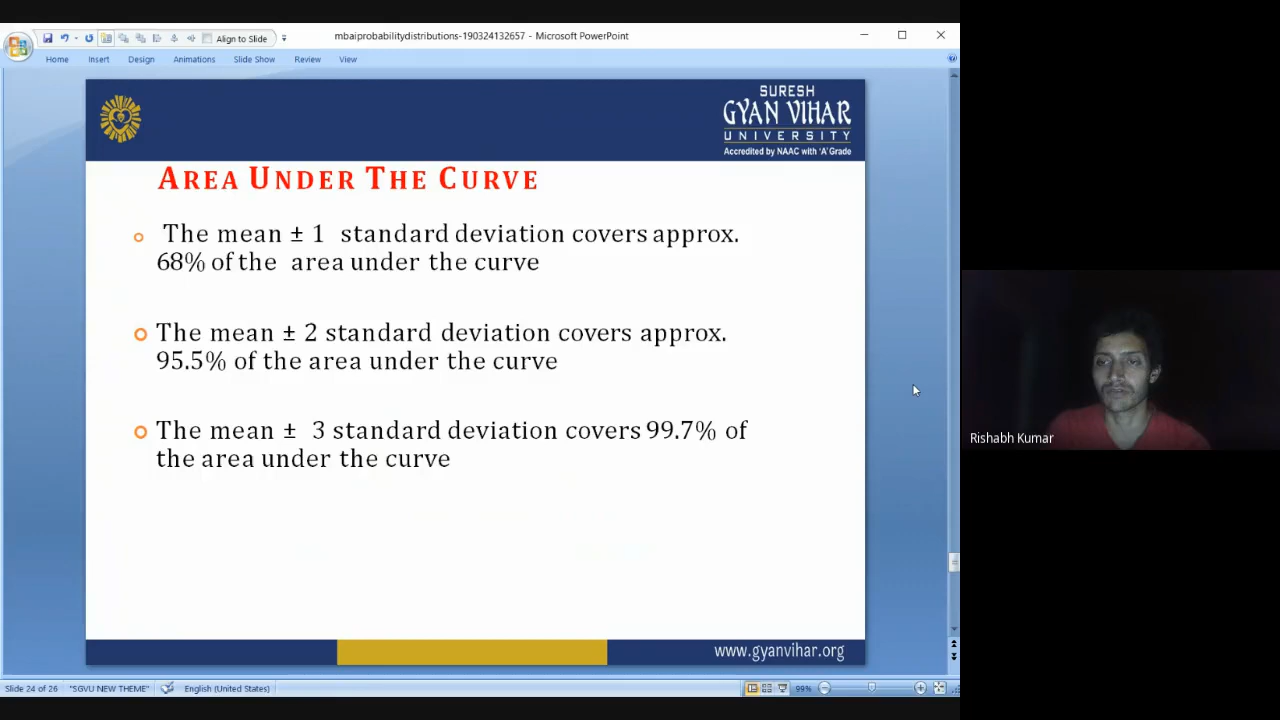 Align to Slide
mbaiprobabilitydistributions-190324132657 - Microsoft PowerPoint
Home Insert Design Animations Slide Show Review View
SURESH
GYAN VIHAR
UNIVERSITY
Accredited by NAAC with 'A' Grade
AREA UNDER THE CURVE
The mean ± 1 standard deviation covers approx.
68% of the area under the curve
The mean ± 2 standard deviation covers approx.
95.5% of the area under the curve
The mean ± 3 standard deviation covers 99.7% of
the area under the curve
Rishabh Kumar
www.gyanvihar.org
Slide 24 of 26 "SGVU NEW THEME" English (United States) 99%